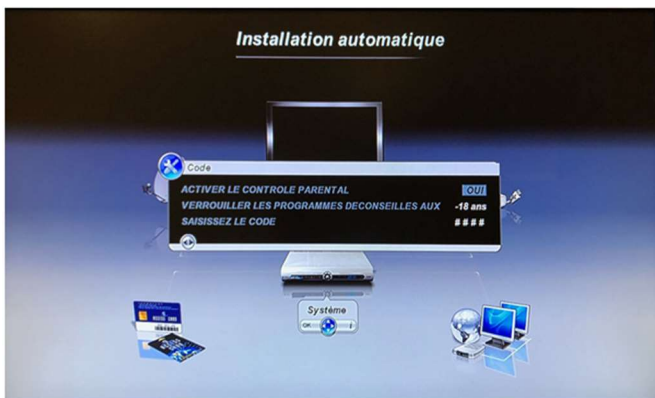 Installation automatique
Code
ACTIVER LE CONTROLE PARENTAL OUI
VERROUILLER LES PROGRAMMES DECONSEILLES AUX -18 ans
SAISISSEZ LE CODE ####
Système
OK i